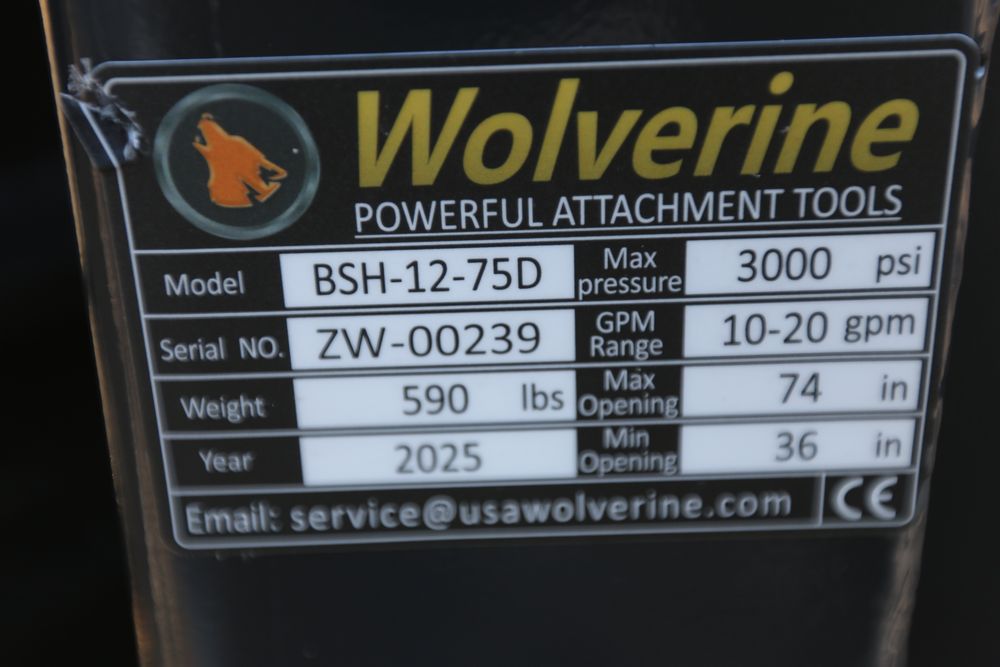 Wolverine
POWERFUL ATTACHMENT TOOLS
Model BSH-12-75D Max pressure 3000 psi
Serial NO. ZW-00239 GPM Range 10-20 gpm
Weight 590 lbs Max Opening 74 in
Year 2025 Min Opening 36 in
Email: service@usawolverine.com CE